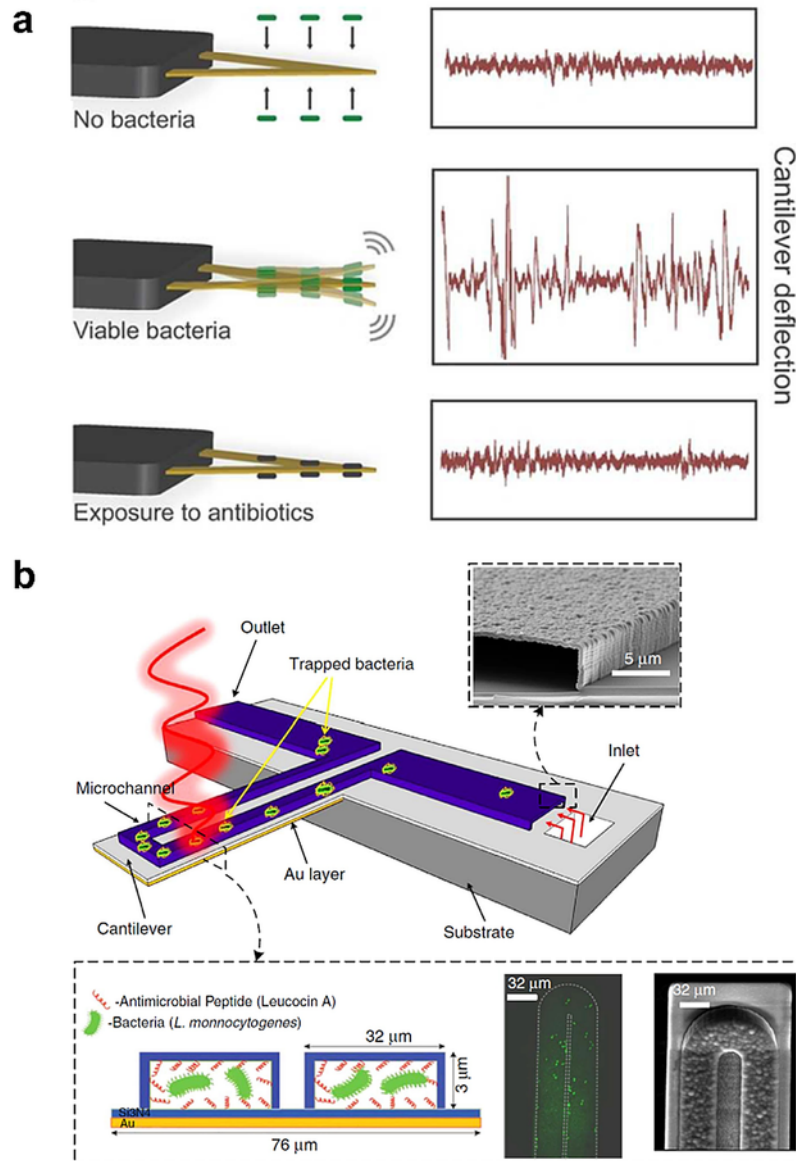 a
No bacteria
Viable bacteria
Exposure to antibiotics
Cantilever deflection
b
Outlet
Trapped bacteria
5 μm
Inlet
Microchannel
Au layer
Cantilever
Substrate
-Antimicrobial Peptide (Leucocin A)
-Bacteria (L. monnocytogenes)
32 μm
3 μm
Si3N4
Au
76 μm
32 μm
32 μm